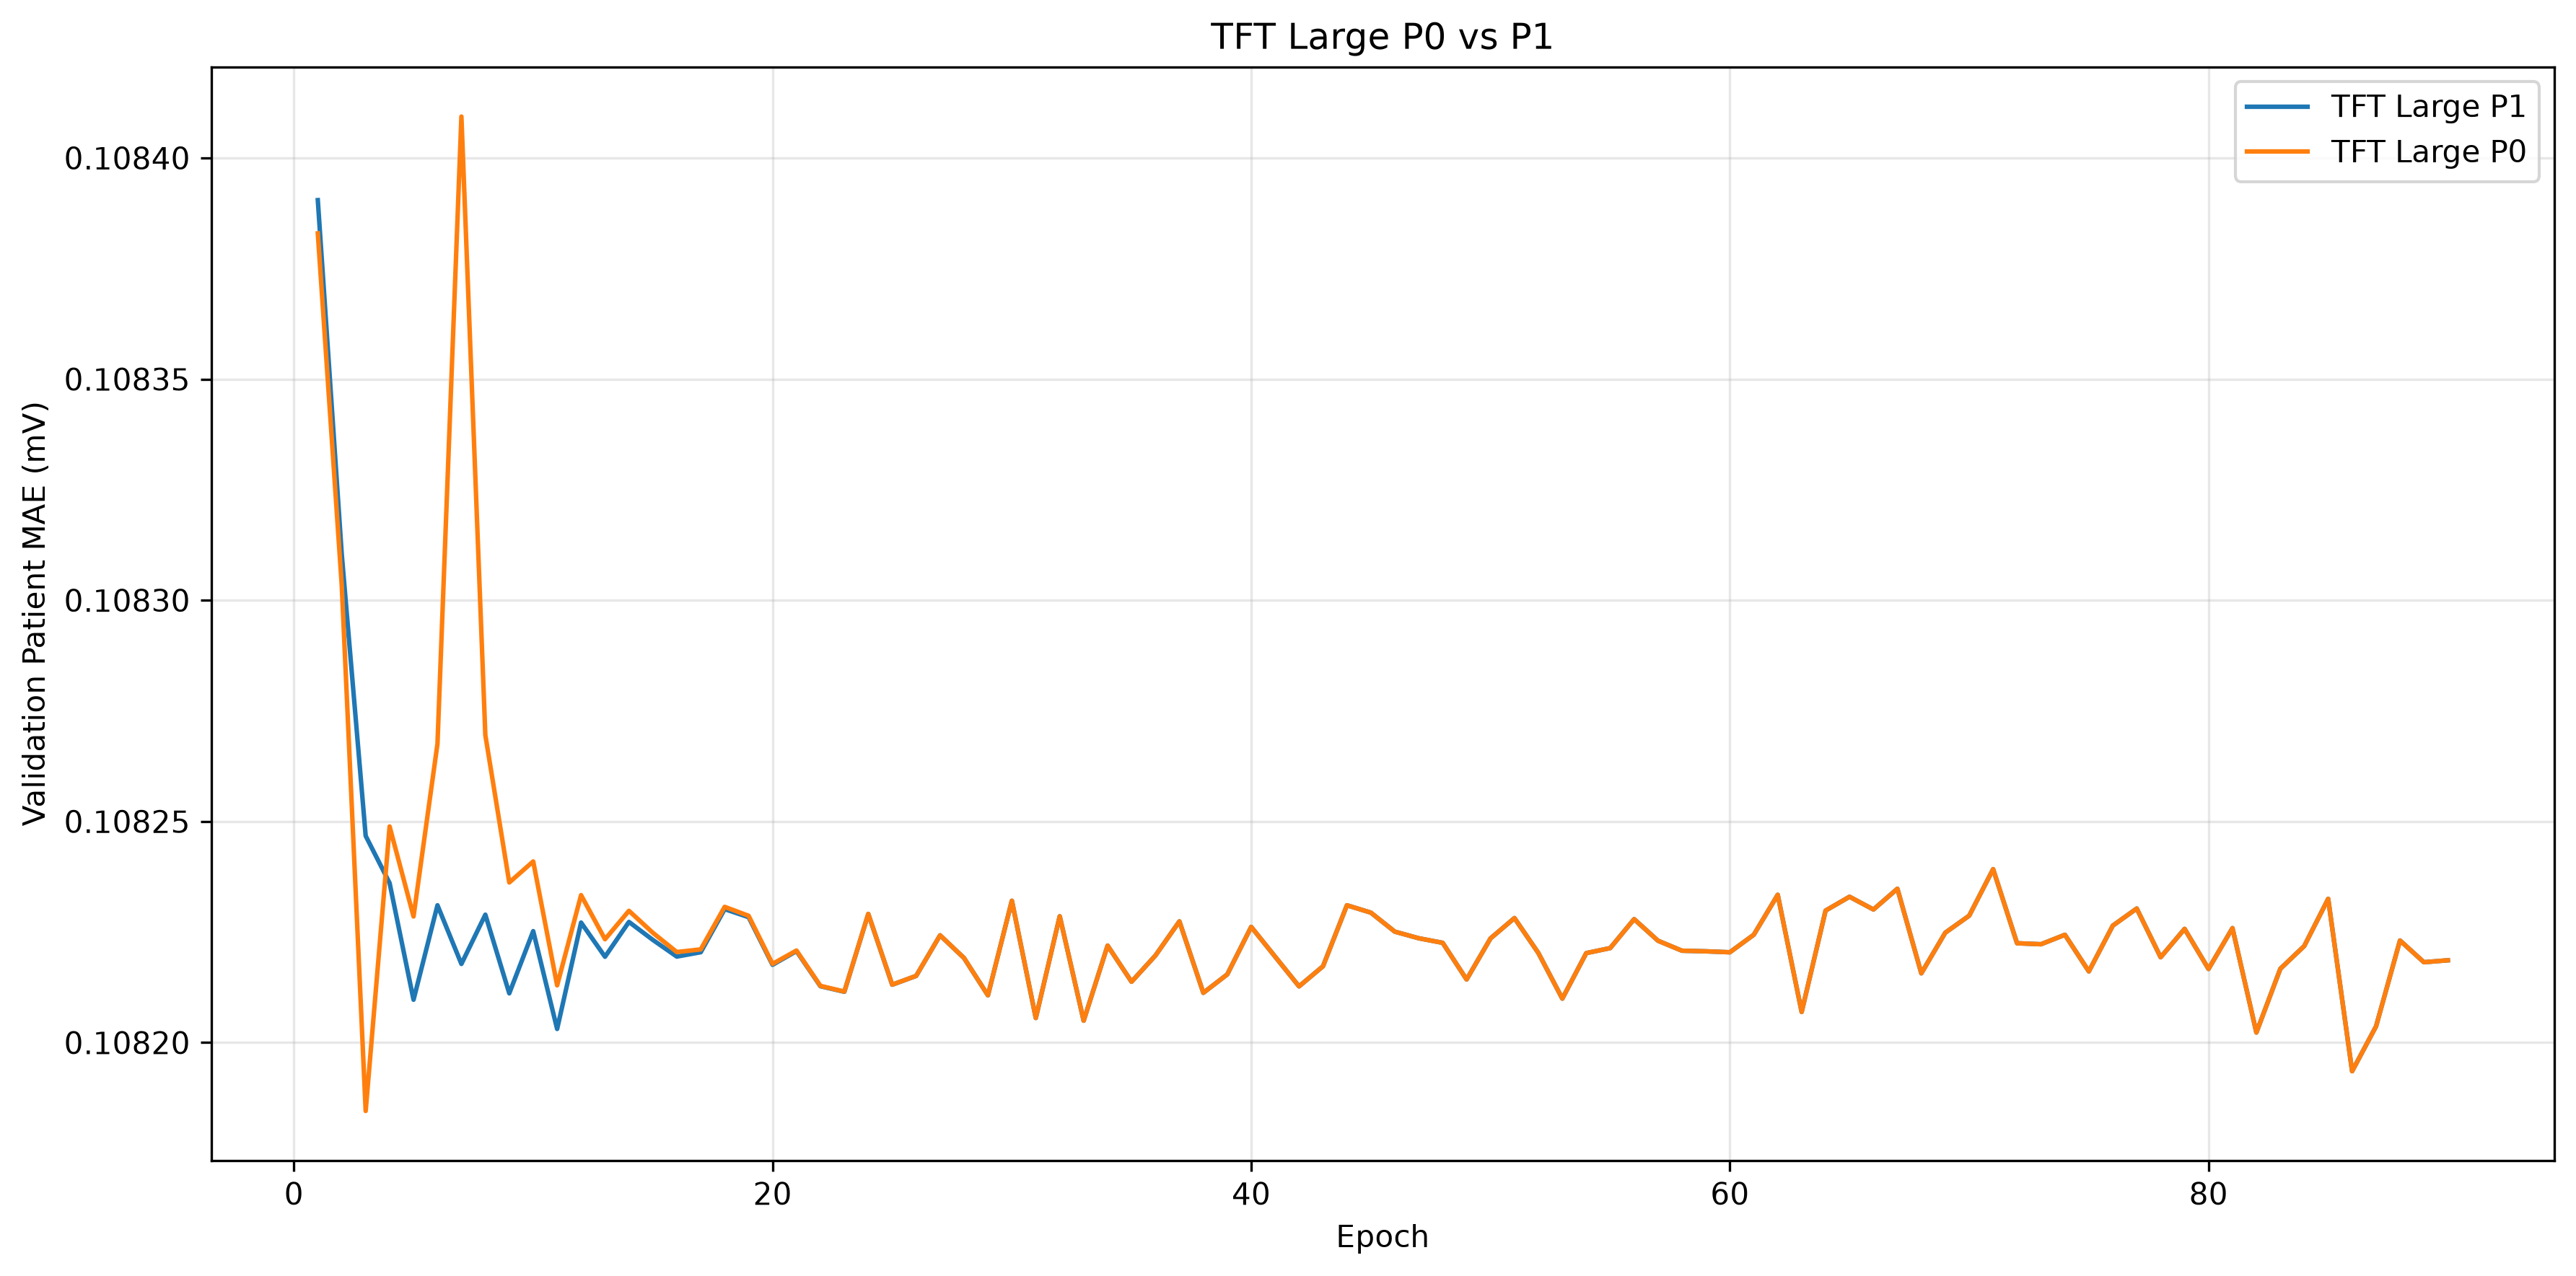 TFT Large P0 vs P1
TFT Large P1
TFT Large P0
Validation Patient MAE (mV)
0.10840
0.10835
0.10830
0.10825
0.10820
0 20 40 60 80
Epoch